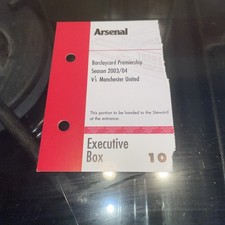 Arsenal
Barclaycard Premiership
Season 2003/04
V's Manchester United
This portion to be handed to the Steward
at the entrance.
Executive
Box 10